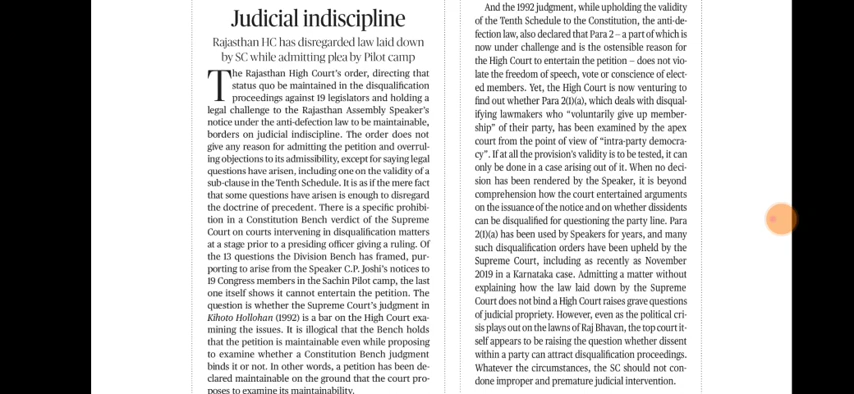 Judicial indiscipline
Rajasthan HC has disregarded law laid down
by SC while admitting plea by Pilot camp
The Rajasthan High Court's order, directing that
status quo be maintained in the disqualification
proceedings against 19 legislators and holding a
legal challenge to the Rajasthan Assembly Speaker's
notice under the anti-defection law to be maintainable,
borders on judicial indiscipline. The order does not
give any reason for admitting the petition and overrul-
ing objections to its admissibility, except for saying legal
questions have arisen, including one on the validity of a
sub-clause in the Tenth Schedule. It is as if the mere fact
that some questions have arisen is enough to disregard
the doctrine of precedent. There is a specific prohibi-
tion in a Constitution Bench verdict of the Supreme
Court on courts intervening in disqualification matters
at a stage prior to a presiding officer giving a ruling. Of
the 13 questions the Division Bench has framed, pur-
porting to arise from the Speaker C.P. Joshi's notices to
19 Congress members in the Sachin Pilot camp, the last
one itself shows it cannot entertain the petition. The
question is whether the Supreme Court's judgment in
Kihoto Hollohan (1992) is a bar on the High Court exa-
mining the issues. It is illogical that the Bench holds
that the petition is maintainable even while proposing
to examine whether a Constitution Bench judgment
binds it or not. In other words, a petition has been de-
clared maintainable on the ground that the court pro-
poses to examine its maintainability.
And the 1992 judgment, while upholding the validity
of the Tenth Schedule to the Constitution, the anti-de-
fection law, also declared that Para 2 – a part of which is
now under challenge and is the ostensible reason for
the High Court to entertain the petition – does not vio-
late the freedom of speech, vote or conscience of elect-
ed members. Yet, the High Court is now venturing to
find out whether Para 2(1)(a), which deals with disqual-
ifying lawmakers who "voluntarily give up member-
ship" of their party, has been examined by the apex
court from the point of view of "intra-party democra-
cy". If at all the provision's validity is to be tested, it can
only be done in a case arising out of it. When no deci-
sion has been rendered by the Speaker, it is beyond
comprehension how the court entertained arguments
on the issuance of the notice and on whether dissidents
can be disqualified for questioning the party line. Para
2(1)(a) has been used by Speakers for years, and many
such disqualification orders have been upheld by the
Supreme Court, including as recently as November
2019 in a Karnataka case. Admitting a matter without
explaining how the law laid down by the Supreme
Court does not bind a High Court raises grave questions
of judicial propriety. However, even as the political cri-
sis plays out on the lawns of Raj Bhavan, the top court it-
self appears to be raising the question whether dissent
within a party can attract disqualification proceedings.
Whatever the circumstances, the SC should not con-
done improper and premature judicial intervention.